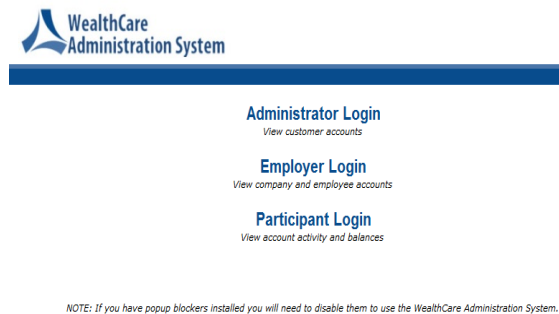 WealthCare
Administration System
Administrator Login
View customer accounts
Employer Login
View company and employee accounts
Participant Login
View account activity and balances
NOTE: If you have popup blockers installed you will need to disable them to use the WealthCare Administration System.